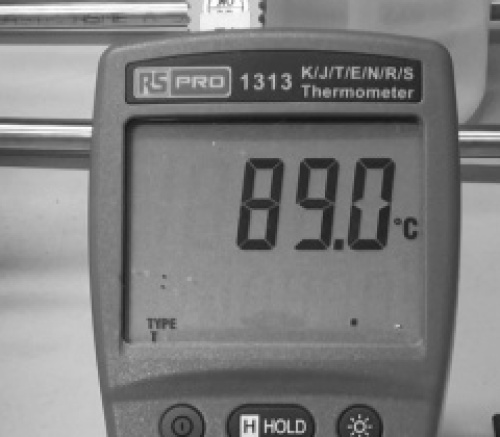 RS PRO 1313 K/J/T/E/N/R/S
Thermometer
89.0 °C
TYPE
T
H HOLD